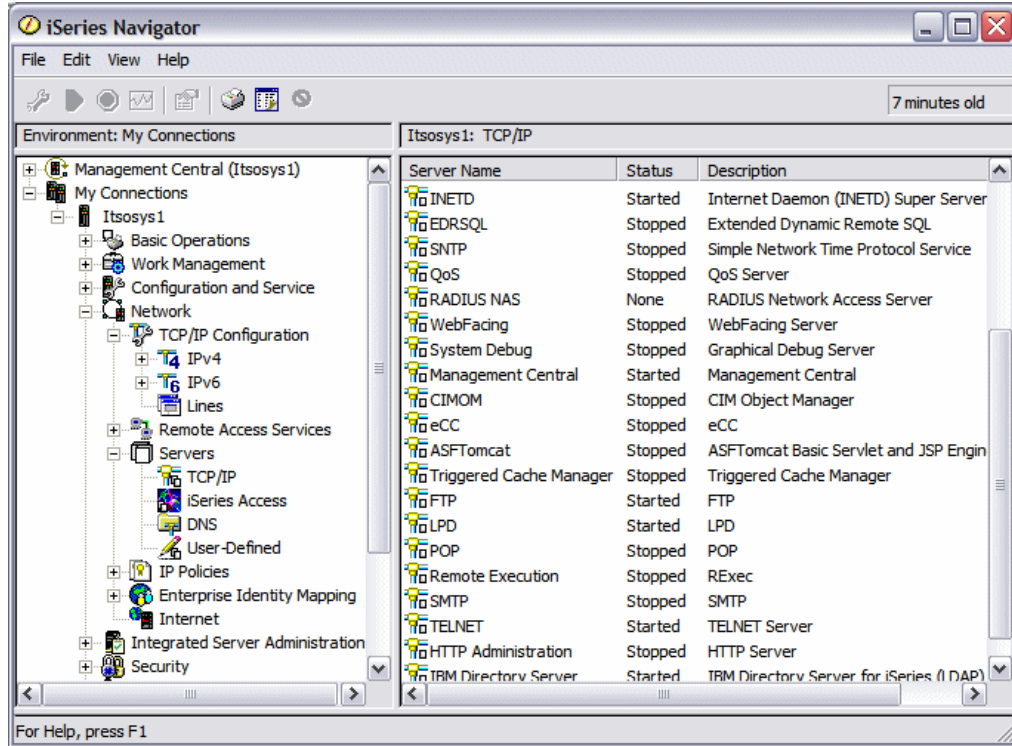 iSeries Navigator
File Edit View Help
7 minutes old
Environment: My Connections
Itsosys1: TCP/IP
Management Central (Itsosys1)
My Connections
Itsosys1
Basic Operations
Work Management
Configuration and Service
Network
TCP/IP Configuration
IPv4
IPv6
Lines
Remote Access Services
Servers
TCP/IP
iSeries Access
DNS
User-Defined
IP Policies
Enterprise Identity Mapping
Internet
Integrated Server Administration
Security
Server Name Status Description
INETD Started Internet Daemon (INETD) Super Server
EDRSQL Stopped Extended Dynamic Remote SQL
SNTP Stopped Simple Network Time Protocol Service
QoS Stopped QoS Server
RADIUS NAS None RADIUS Network Access Server
WebFacing Stopped WebFacing Server
System Debug Stopped Graphical Debug Server
Management Central Started Management Central
CIMOM Stopped CIM Object Manager
eCC Stopped eCC
ASFTomcat Stopped ASFTomcat Basic Servlet and JSP Engin
Triggered Cache Manager Stopped Triggered Cache Manager
FTP Started FTP
LPD Started LPD
POP Stopped POP
Remote Execution Stopped RExec
SMTP Stopped SMTP
TELNET Started TELNET Server
HTTP Administration Stopped HTTP Server
IBM Directory Server Started IBM Directory Server for iSeries (LDAP)
For Help, press F1